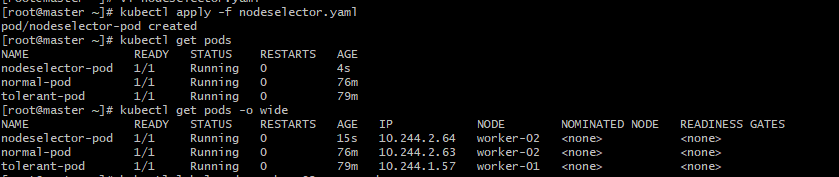 [root@master ~]# kubectl apply -f nodeselector.yaml
pod/nodeselector-pod created
[root@master ~]# kubectl get pods
NAME READY STATUS RESTARTS AGE
nodeselector-pod 1/1 Running 0 4s
normal-pod 1/1 Running 0 76m
tolerant-pod 1/1 Running 0 79m
[root@master ~]# kubectl get pods -o wide
NAME READY STATUS RESTARTS AGE IP NODE NOMINATED NODE READINESS GATES
nodeselector-pod 1/1 Running 0 15s 10.244.2.64 worker-02 <none> <none>
normal-pod 1/1 Running 0 76m 10.244.2.63 worker-02 <none> <none>
tolerant-pod 1/1 Running 0 79m 10.244.1.57 worker-01 <none> <none>